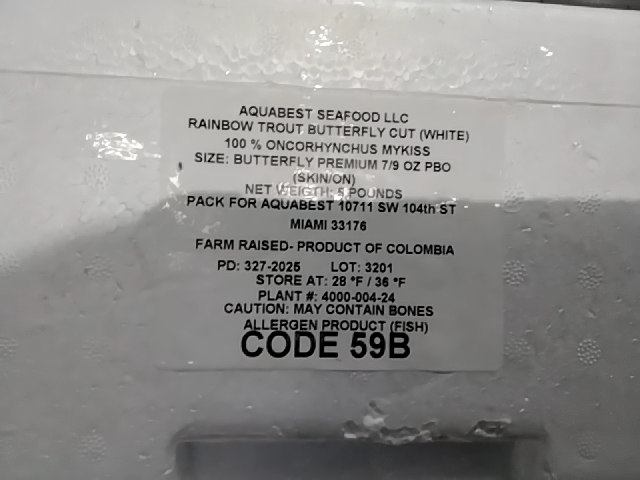 AQUABEST SEAFOOD LLC
RAINBOW TROUT BUTTERFLY CUT (WHITE)
100 % ONCORHYNCHUS MYKISS
SIZE: BUTTERFLY PREMIUM 7/9 OZ PBO
(SKIN/ON)
NET WEIGTH: 5 POUNDS
PACK FOR AQUABEST 10711 SW 104th ST
MIAMI 33176
FARM RAISED- PRODUCT OF COLOMBIA
PD: 327-2025 LOT: 3201
STORE AT: 28 °F / 36 °F
PLANT #: 4000-004-24
CAUTION: MAY CONTAIN BONES
ALLERGEN PRODUCT (FISH)
CODE 59B